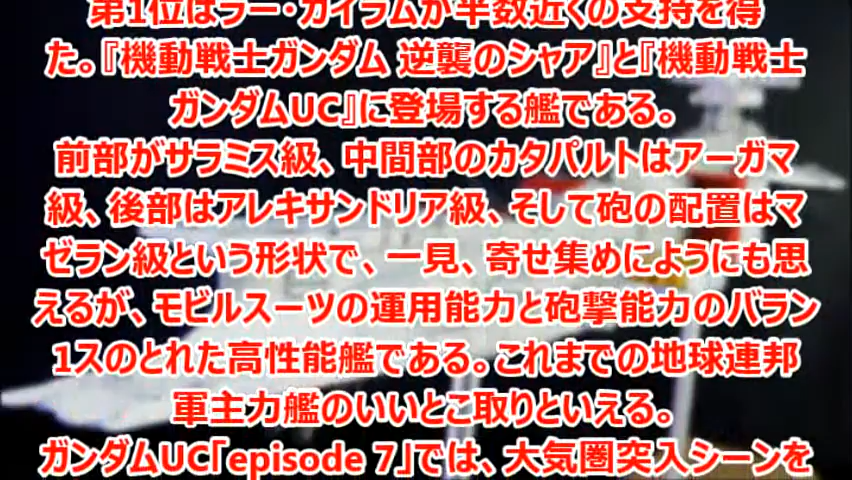 第1位はラー・カイラムが半数近くの支持を得
た。『機動戦士ガンダム 逆襲のシャア』と『機動戦士
ガンダムUC』に登場する艦である。
前部がサラミス級、中間部のカタパルトはアーガマ
級、後部はアレキサンドリア級、そして砲の配置はマ
ゼラン級という形状で、一見、寄せ集めにようにも思
えるが、モビルスーツの運用能力と砲撃能力のバラン
1スのとれた高性能艦である。これまでの地球連邦
軍主力艦のいいとこ取りといえる。
ガンダムUC「episode 7」では、大気圏突入シーンを